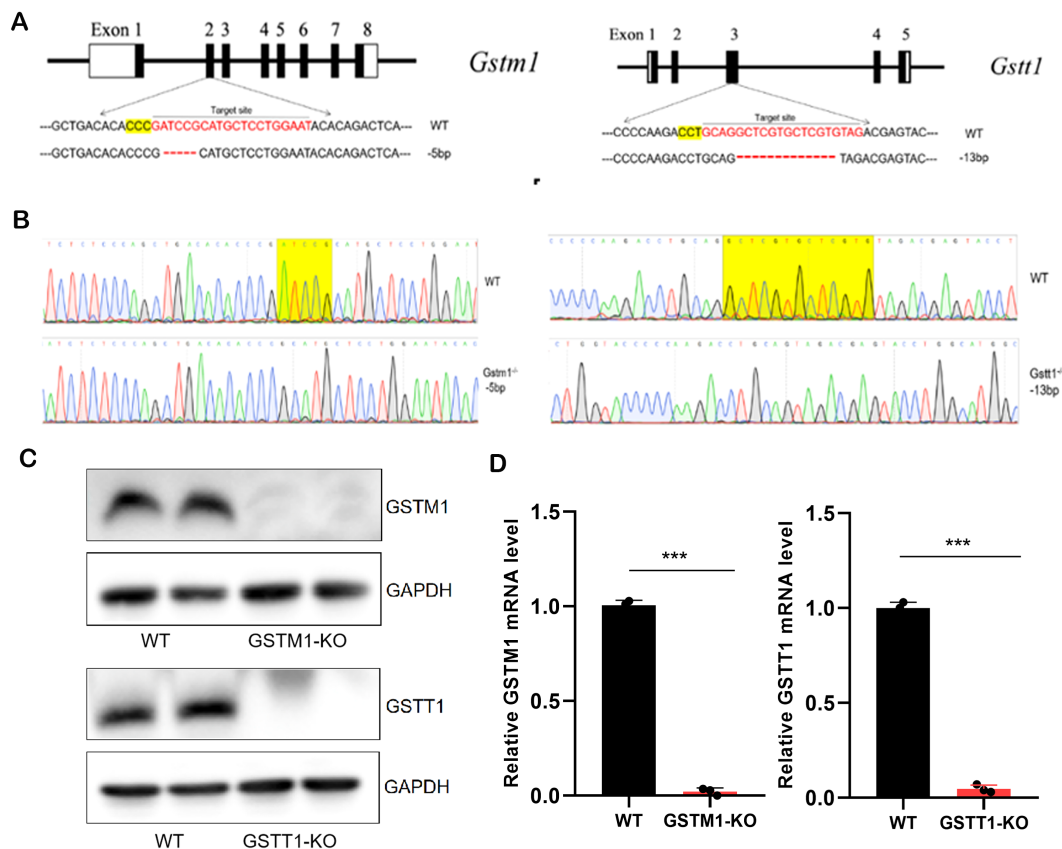 A
Exon 1 2 3 4 5 6 7 8
Gstm1
Target site
---GCTGACACACCCGATCCGCATGCTCCTGGAATACACAGACTCA--- WT
---GCTGACACACCCG-----CATGCTCCTGGAATACACAGACTCA--- -5bp
Exon 1 2 3 4 5
Gstt1
Target site
---CCCCAAGACCTGCAGGCTCGTGCTCGTGTAGACGAGTAC--- WT
---CCCCAAGACCTGCAG-------------TAGACGAGTAC--- -13bp
B
TCTCTCCCAGCTGACACACCCGATCCGCATGCTCCTGGAAT
WT
Gstm1-/-
-5bp
CCCCCAAGACCTGCAGGCTCGTGCTCGTGTAGACGAGTACCT
WT
CTGGTACCCCCAAGACCTGCAGTAGACGAGTACCTGGCATGGC
Gstt1-/-
-13bp
C
GSTM1
GAPDH
WT GSTM1-KO
GSTT1
GAPDH
WT GSTT1-KO
D
Relative GSTM1 mRNA level
1.5
1.0
0.5
0.0
***
WT GSTM1-KO
Relative GSTT1 mRNA level
1.5
1.0
0.5
0.0
***
WT GSTT1-KO